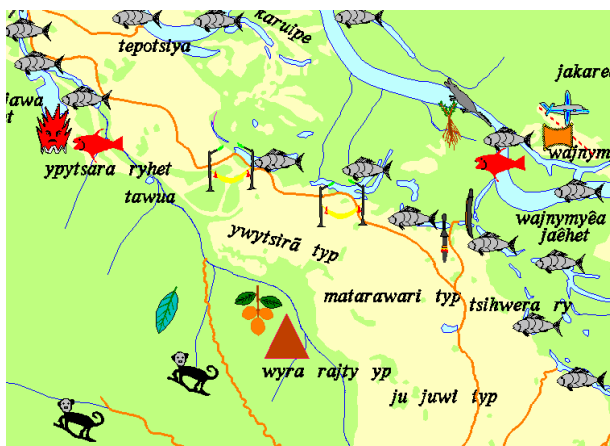 karuipe
tepotsiya
jakare
jawa
wajnym
ypytsara ryhet
tawua
wajnymyêa
jaêhet
ywytsirã typ
matarawari typ
tsihwera ry
wyra rajty yp
ju juwi typ